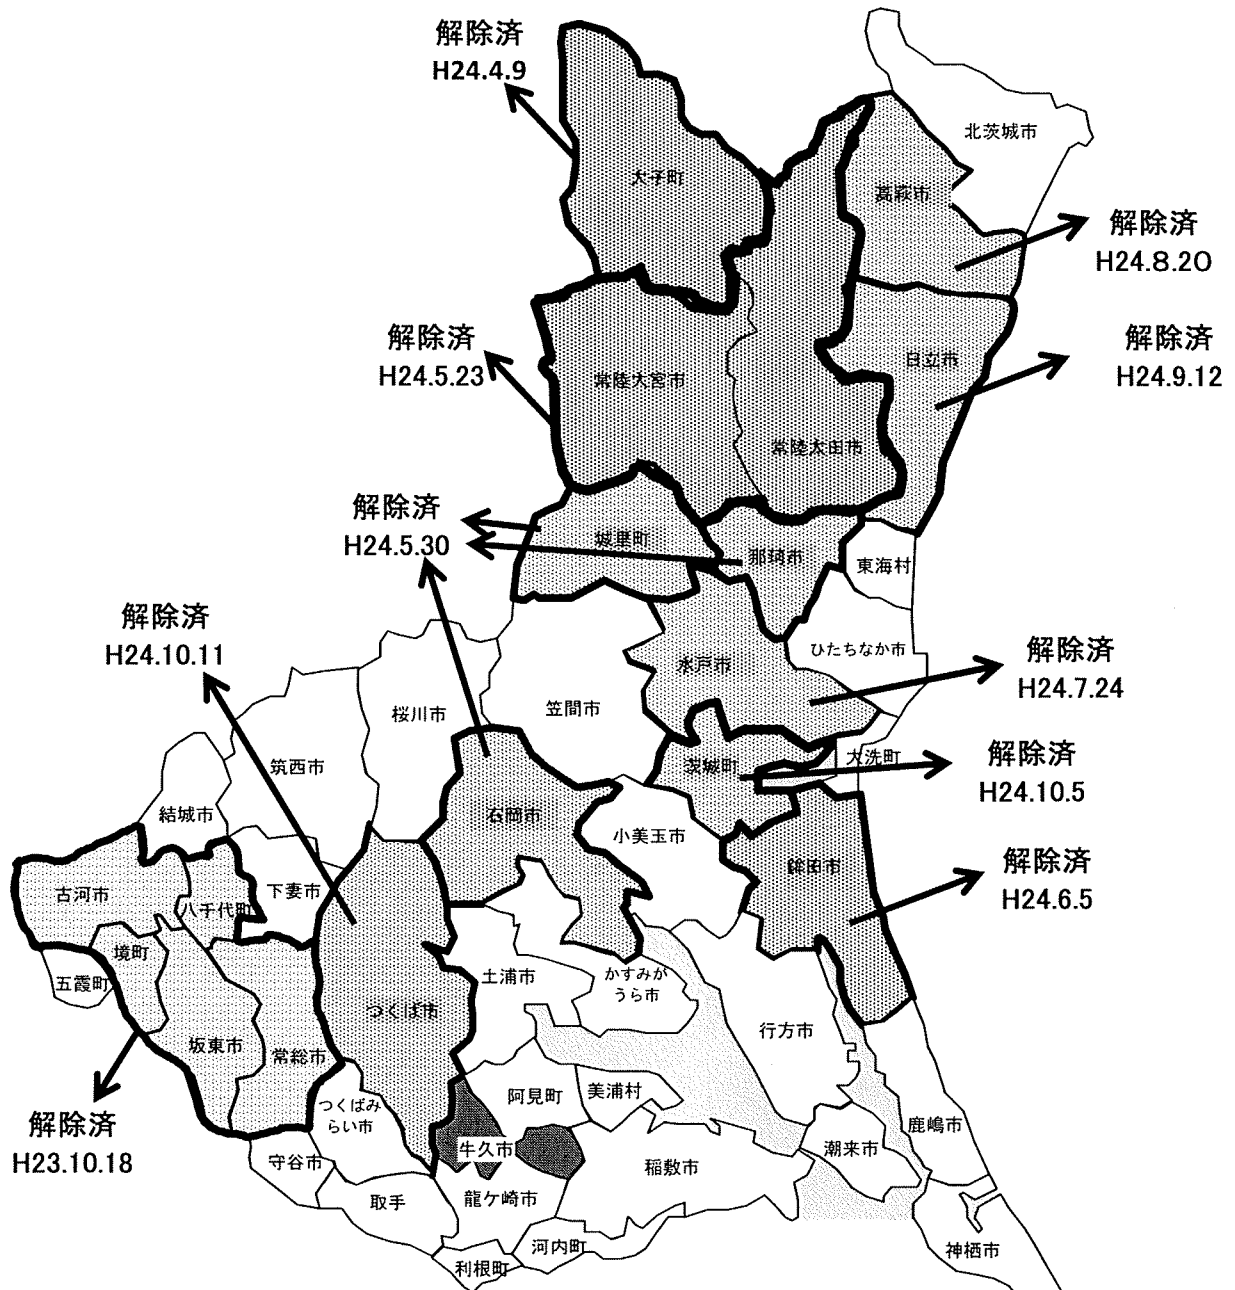 解除済
H24.4.9
北茨城市
大子町
高萩市
解除済
H24.8.20
解除済
H24.5.23
日立市
解除済
H24.9.12
常陸大宮市
常陸太田市
解除済
H24.5.30
城里町
那珂市
東海村
解除済
H24.10.11
水戸市
ひたちなか市
解除済
H24.7.24
桜川市
笠間市
筑西市
茨城町
大洗町
解除済
H24.10.5
結城市
石岡市
小美玉市
鉾田市
解除済
H24.6.5
古河市
八千代町
下妻市
境町
五霞町
土浦市
かすみが
うら市
つくば市
行方市
坂東市
常総市
解除済
H23.10.18
つくばみ
らい市
阿見町
美浦村
鹿嶋市
牛久市
潮来市
守谷市
稲敷市
取手
龍ケ崎市
河内町
利根町
神栖市